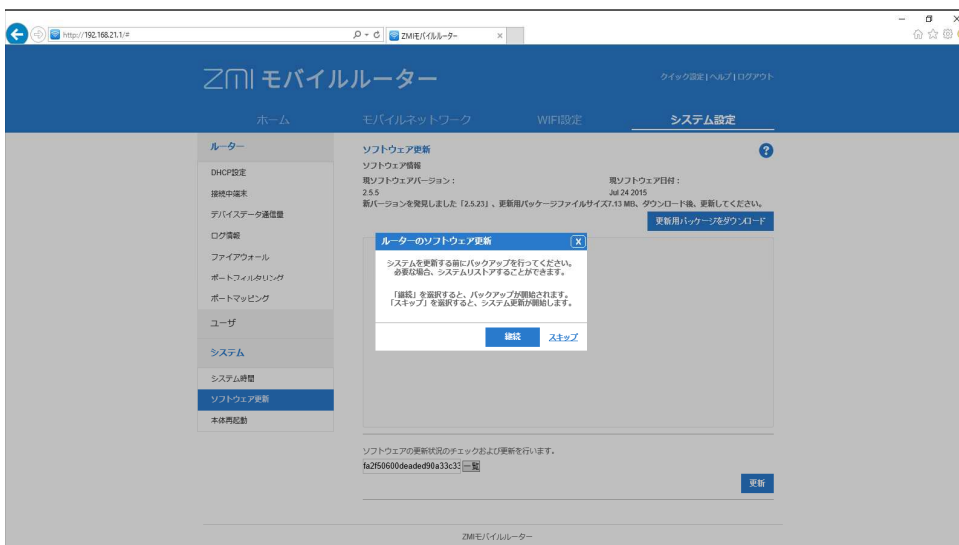 http://192.168.21.1/#
ZMIモバイルルーター
ZMI モバイルルーター
クイック設定 | ヘルプ | ログアウト
ホーム
モバイルネットワーク
WIFI設定
システム設定
ルーター
DHCP設定
接続中端末
デバイスデータ通信量
ログ情報
ファイアウォール
ポートフィルタリング
ポートマッピング
ユーザ
システム
システム時間
ソフトウェア更新
本体再起動
ソフトウェア更新
ソフトウェア情報
現ソフトウェアバージョン： 現ソフトウェア日付：
2.5.5 Jul 24 2015
新バージョンを発見しました「2.5.23」、更新用パッケージファイルサイズ7.13 MB、ダウンロード後、更新してください。
更新用パッケージをダウンロード
ルーターのソフトウェア更新 X
システムを更新する前にバックアップを行ってください。
必要な場合、システムリストアすることができます。
「継続」を選択すると、バックアップが開始されます。
「スキップ」を選択すると、システム更新が開始します。
継続 スキップ
ソフトウェアの更新状況のチェックおよび更新を行います。
fa2f50600deaded90a33c33 一覧
更新
ZMIモバイルルーター